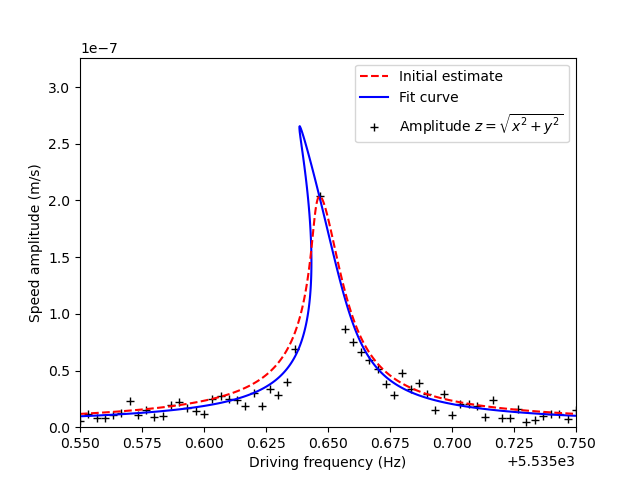 1e−7
3.0
2.5
2.0
1.5
1.0
0.5
0.0
Speed amplitude (m/s)
Initial estimate
Fit curve
Amplitude z = √x² + y²
0.550 0.575 0.600 0.625 0.650 0.675 0.700 0.725 0.750
Driving frequency (Hz)
+5.535e3